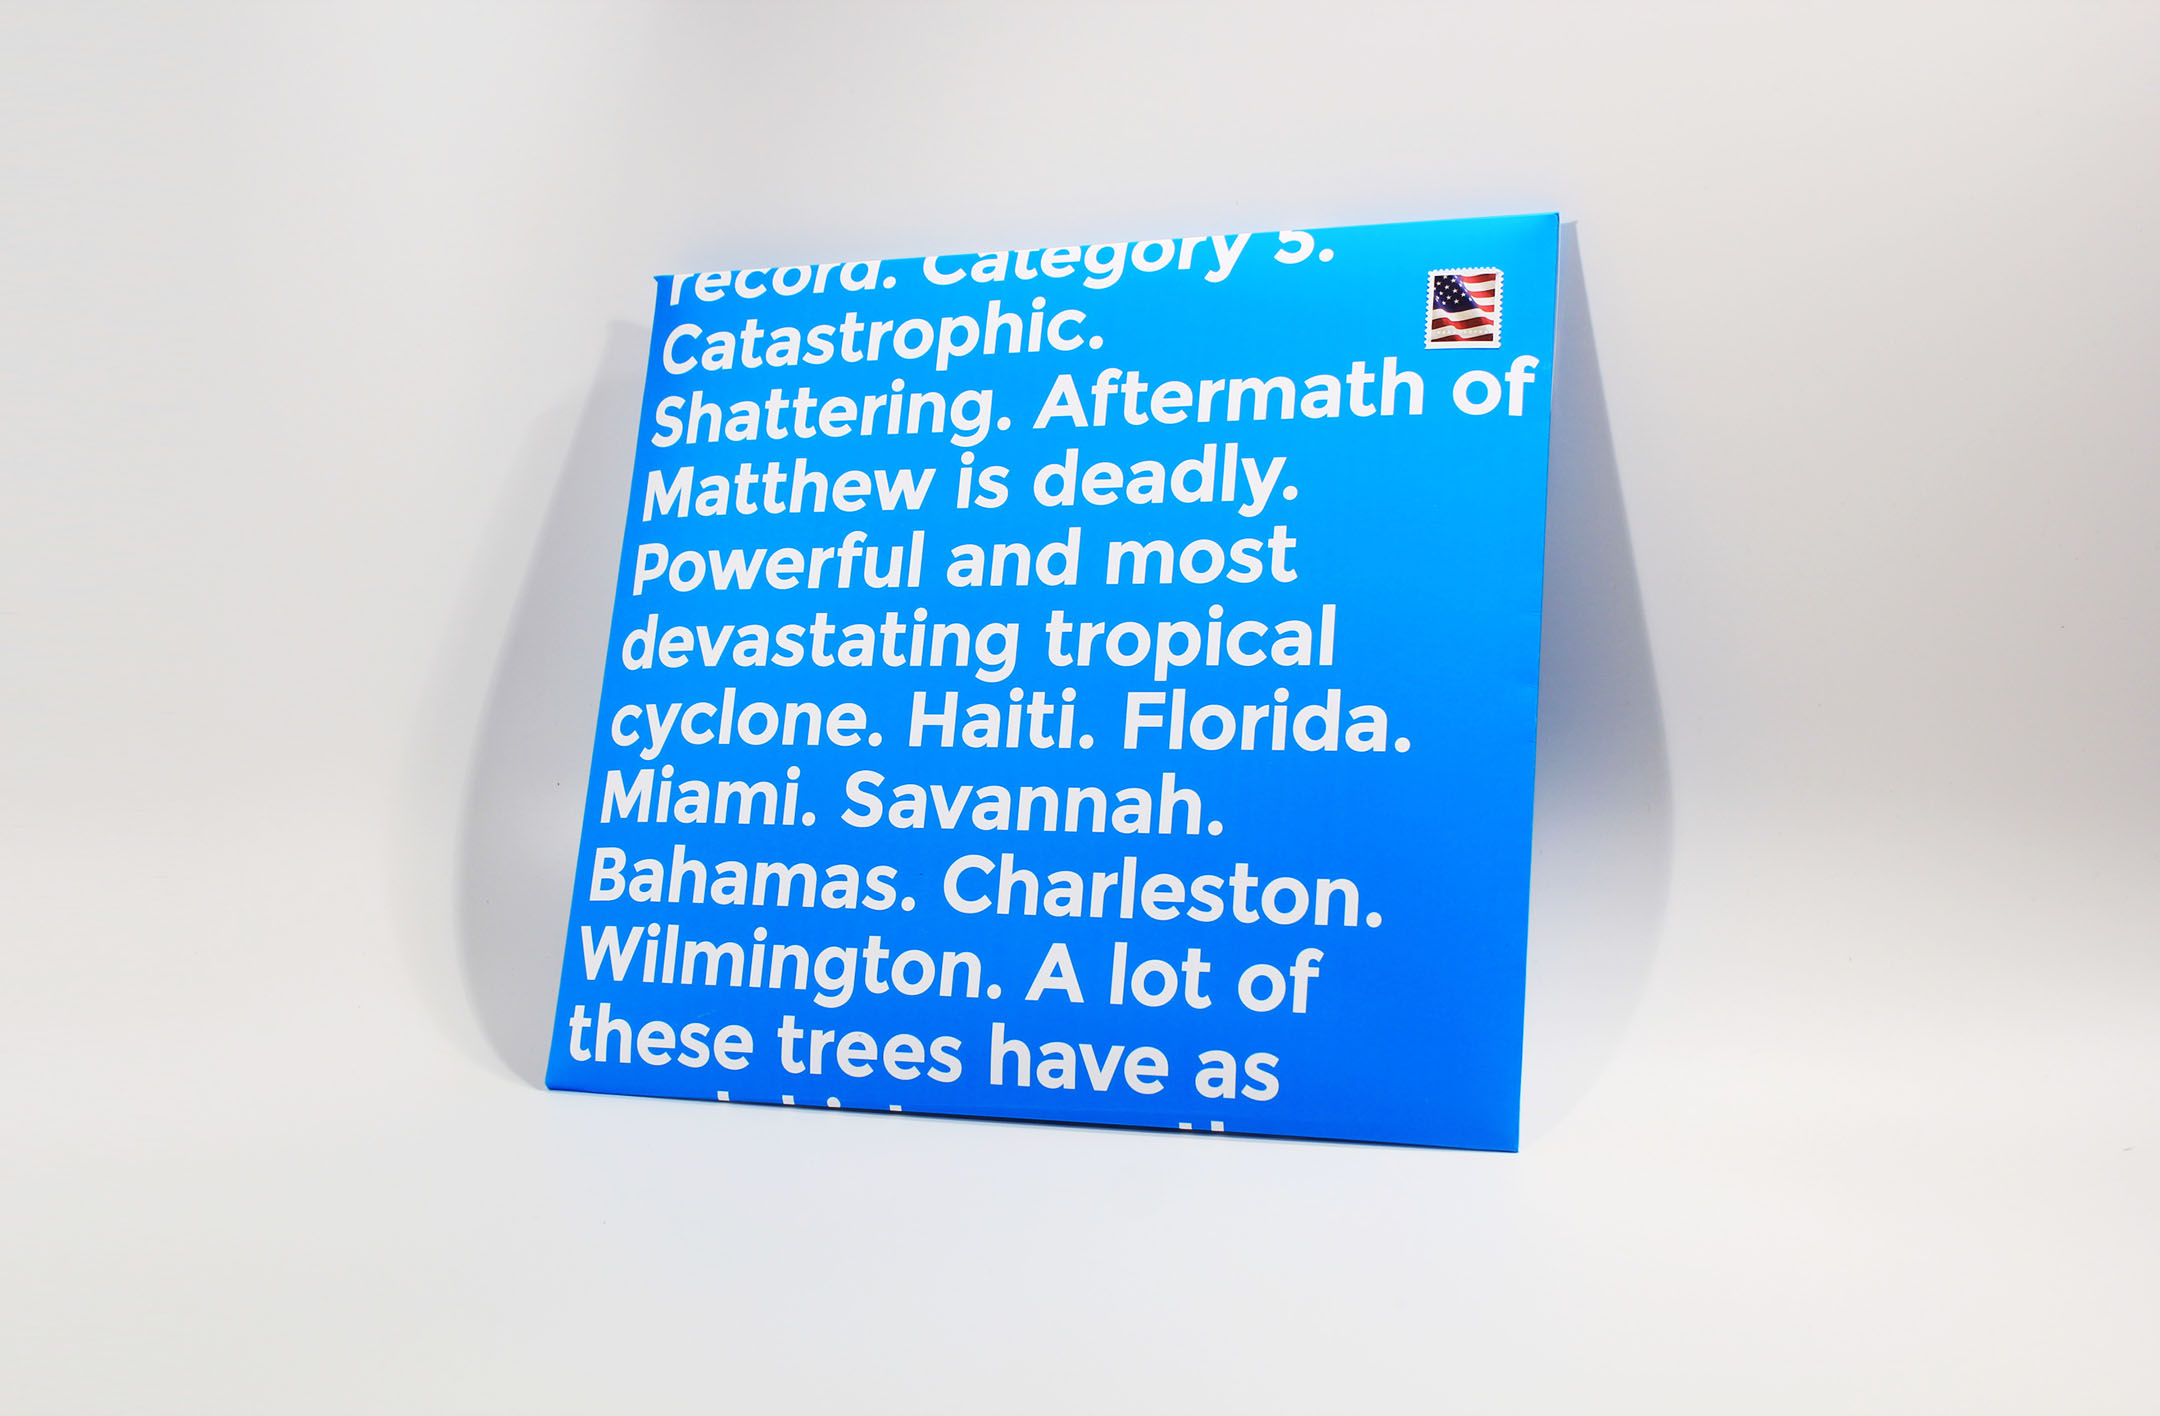 record. Category 5.
Catastrophic.
Shattering. Aftermath of
Matthew is deadly.
Powerful and most
devastating tropical
cyclone. Haiti. Florida.
Miami. Savannah.
Bahamas. Charleston.
Wilmington. A lot of
these trees have as